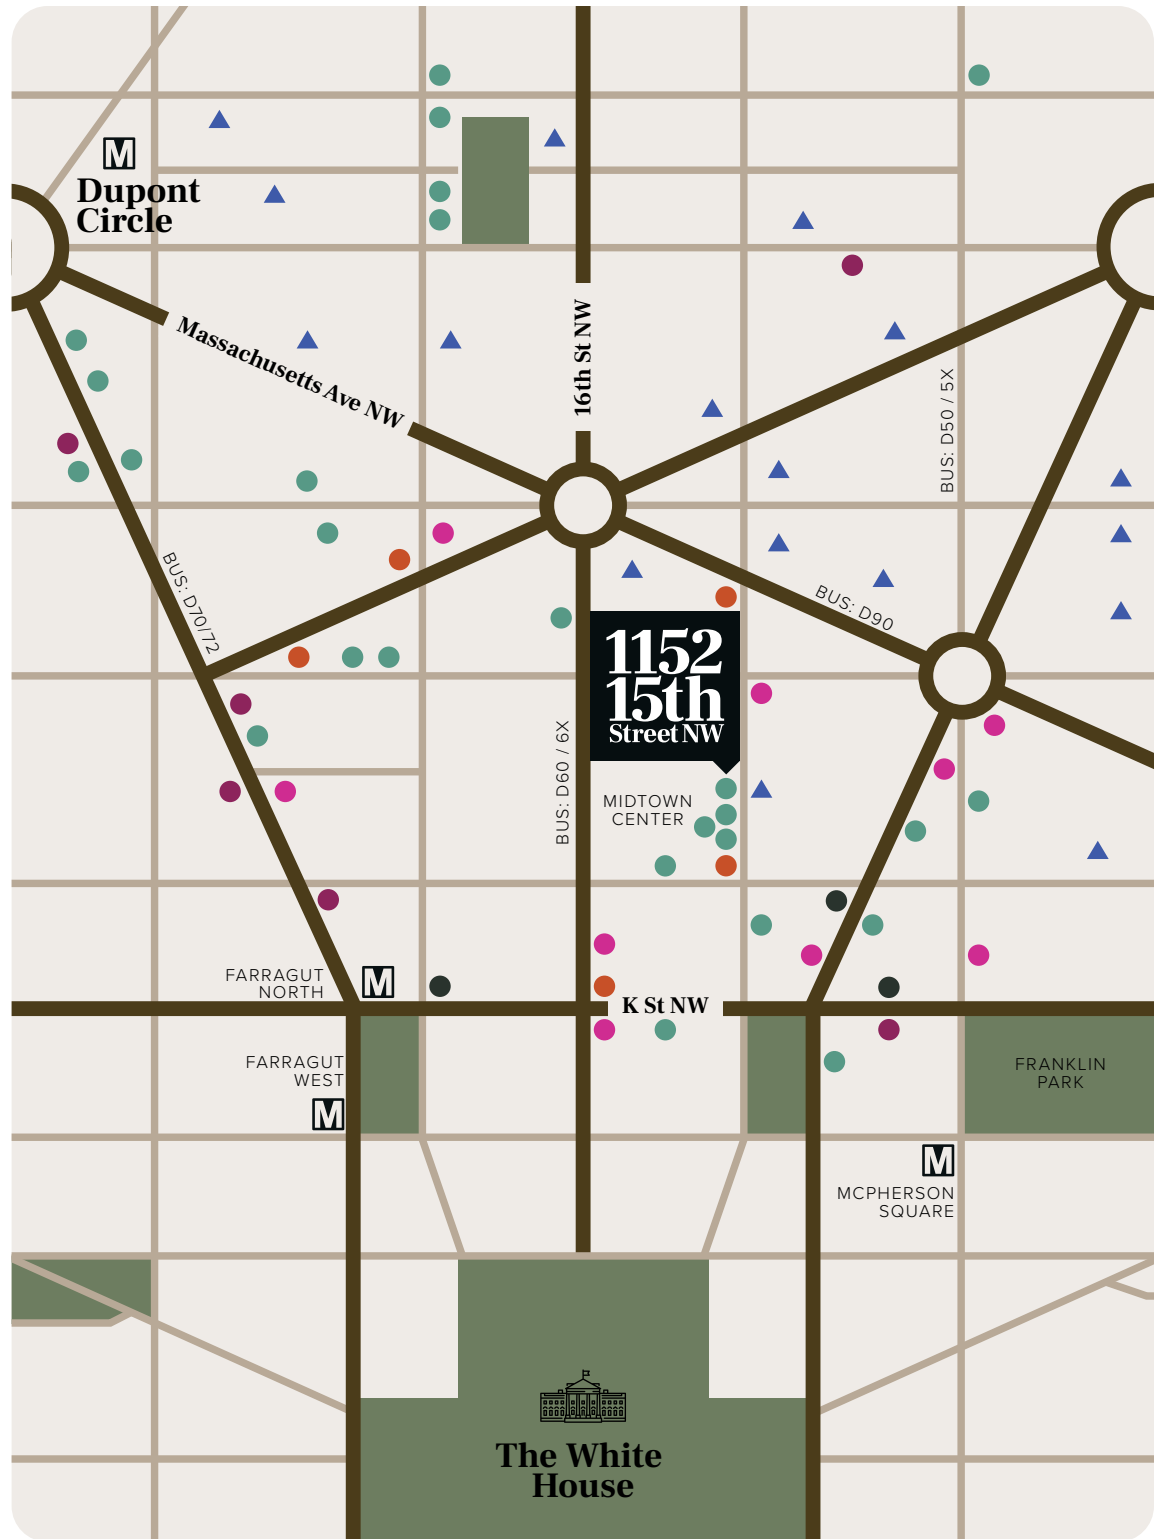 M
Dupont
Circle
Massachusetts Ave NW
16th St NW
BUS: D50 / 5X
BUS: D70/72
BUS: D90
1152
15th
Street NW
BUS: D60 / 6X
MIDTOWN
CENTER
FARRAGUT
NORTH
M
K St NW
FARRAGUT
WEST
M
FRANKLIN
PARK
M
MCPHERSON
SQUARE
The White
House